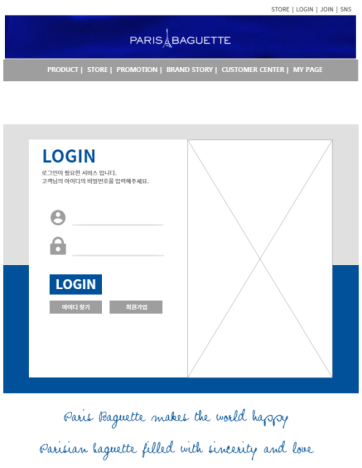 STORE | LOGIN | JOIN | SNS
PARIS BAGUETTE
PRODUCT | STORE | PROMOTION | BRAND STORY | CUSTOMER CENTER | MY PAGE
LOGIN
로그인이 필요한 서비스 입니다.
고객님의 아이디와 비밀번호를 입력해주세요.
LOGIN
아이디 찾기 회원가입
Paris Baguette makes the world happy
Parisian baguette filled with sincerity and love